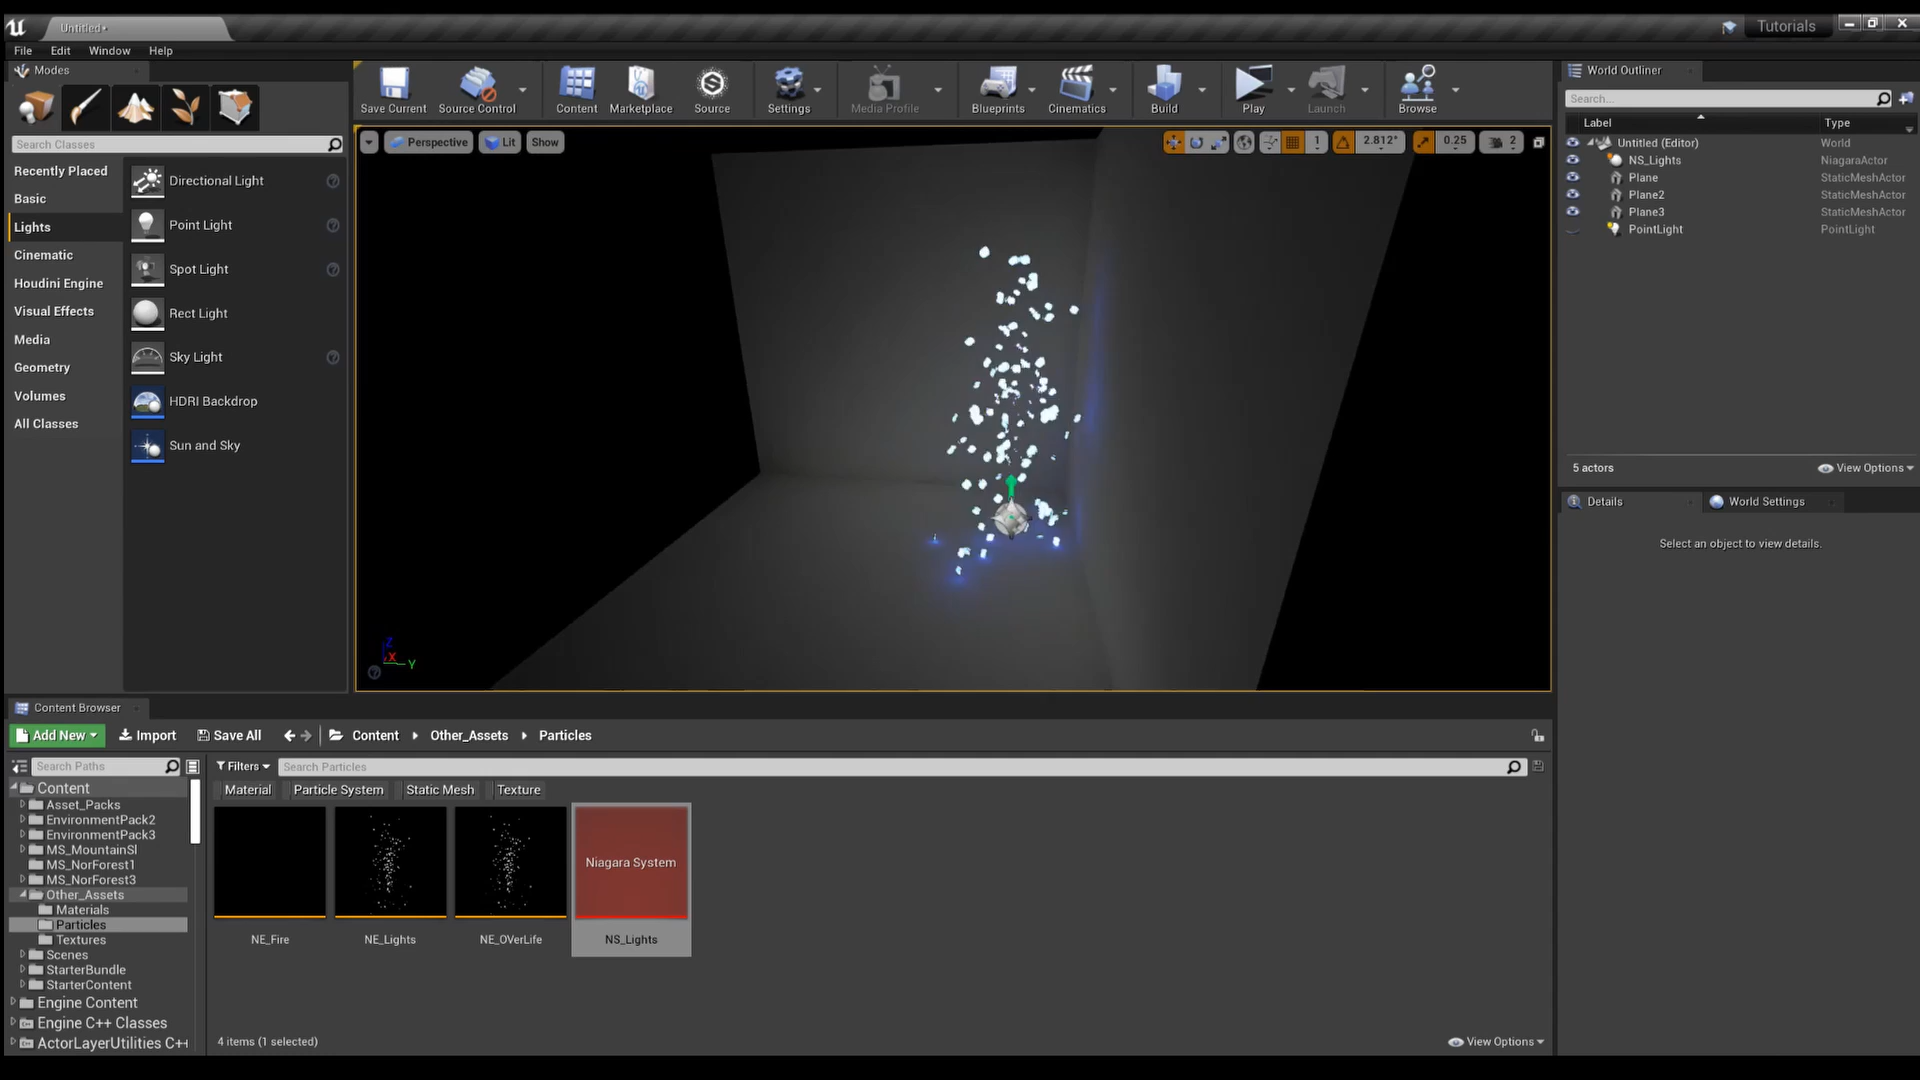 Untitled•
Tutorials
File Edit Window Help
Modes
Search Classes
Recently Placed
Basic
Lights
Cinematic
Houdini Engine
Visual Effects
Media
Geometry
Volumes
All Classes
Directional Light
Point Light
Spot Light
Rect Light
Sky Light
HDRI Backdrop
Sun and Sky
Save Current Source Control Content Marketplace Source Settings Media Profile Blueprints Cinematics Build Play Launch Browse
Perspective Lit Show
1 2.812° 0.25 2
Z
X Y
World Outliner
Search...
Label Type
Untitled (Editor) World
NS_Lights NiagaraActor
Plane StaticMeshActor
Plane2 StaticMeshActor
Plane3 StaticMeshActor
PointLight PointLight
5 actors View Options
Details World Settings
Select an object to view details.
Content Browser
Add New Import Save All Content Other_Assets Particles
Search Paths
Content
Asset_Packs
EnvironmentPack2
EnvironmentPack3
MS_MountainSl
MS_NorForest1
MS_NorForest3
Other_Assets
Materials
Particles
Textures
Scenes
StarterBundle
StarterContent
Engine Content
Engine C++ Classes
ActorLayerUtilities C++
Filters Search Particles
Material Particle System Static Mesh Texture
Niagara System
NE_Fire NE_Lights NE_OVerLife NS_Lights
4 items (1 selected) View Options